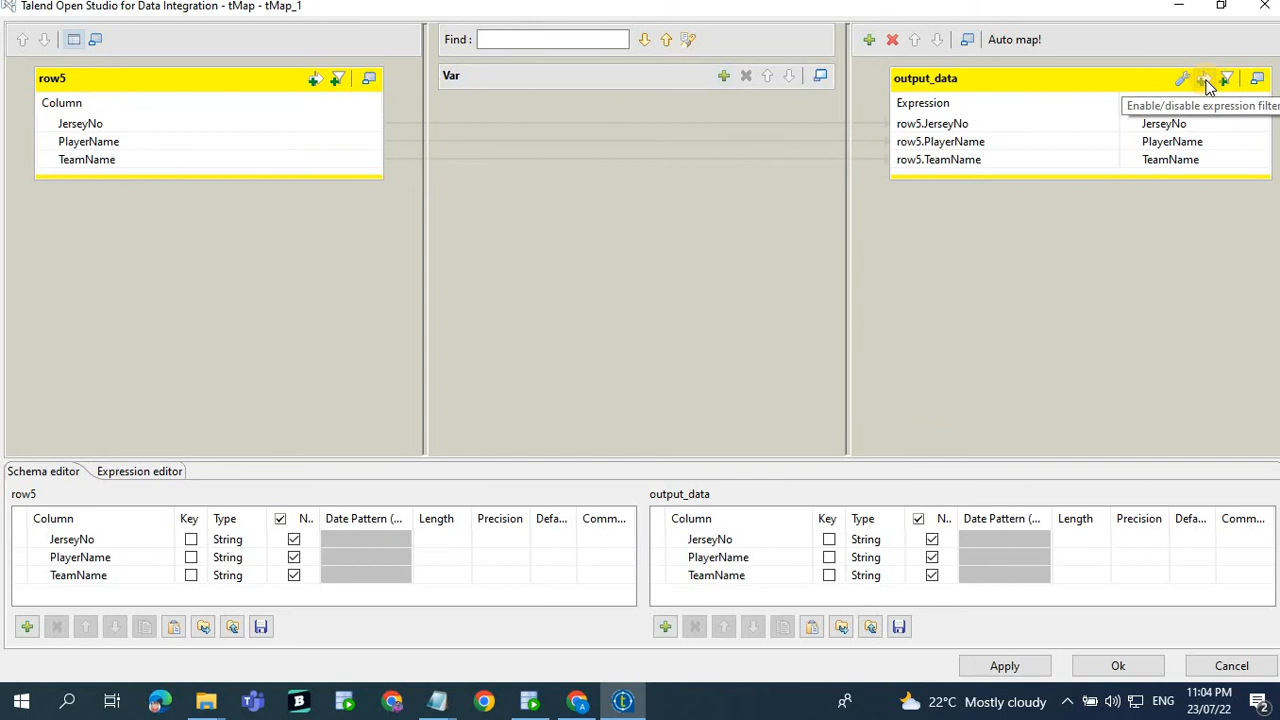 Talend Open Studio for Data Integration - tMap - tMap_1
Find :
Auto map!
row5
Var
output_data
Column
Expression
Enable/disable expression filter
JerseyNo
row5.JerseyNo
JerseyNo
PlayerName
row5.PlayerName
PlayerName
TeamName
row5.TeamName
TeamName
Schema editor
Expression editor
row5
output_data
Column Key Type N.. Date Pattern (... Length Precision Defa... Comm...
Column Key Type N.. Date Pattern (... Length Precision Defa... Comm...
JerseyNo String
JerseyNo String
PlayerName String
PlayerName String
TeamName String
TeamName String
Apply
Ok
Cancel
22°C Mostly cloudy
ENG
11:04 PM
23/07/22
2